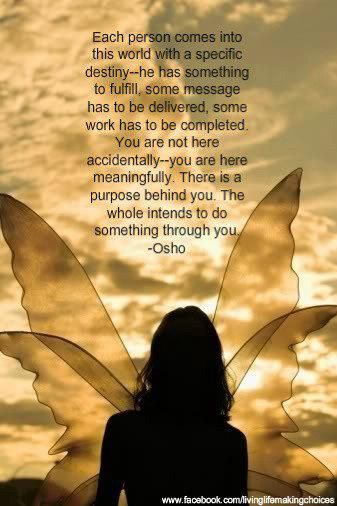 Each person comes into
this world with a specific
destiny--he has something
to fulfill, some message
has to be delivered, some
work has to be completed.
You are not here
accidentally--you are here
meaningfully. There is a
purpose behind you. The
whole intends to do
something through you.
-Osho
www.facebook.com/livinglifemakingchoices